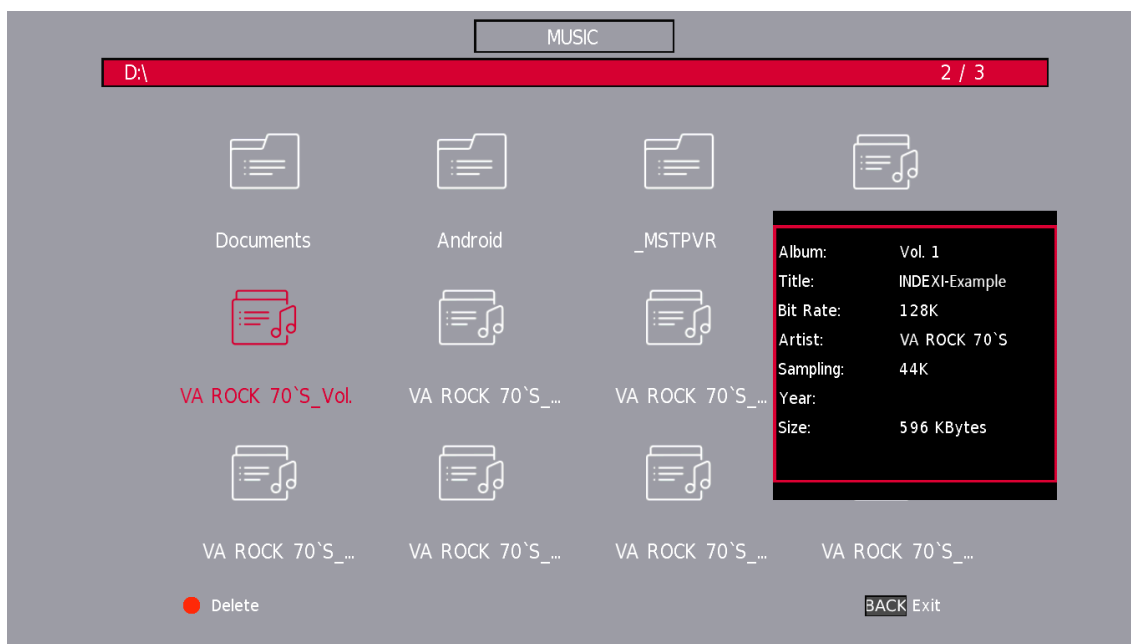 MUSIC
D:\ 2 / 3
Documents Android _MSTPVR
VA ROCK 70`S_Vol. VA ROCK 70`S_... VA ROCK 70`S_...
Album: Vol. 1
Title: INDEXI-Example
Bit Rate: 128K
Artist: VA ROCK 70`S
Sampling: 44K
Year:
Size: 596 KBytes
VA ROCK 70`S_... VA ROCK 70`S_... VA ROCK 70`S_... VA ROCK 70`S_...
Delete BACK Exit